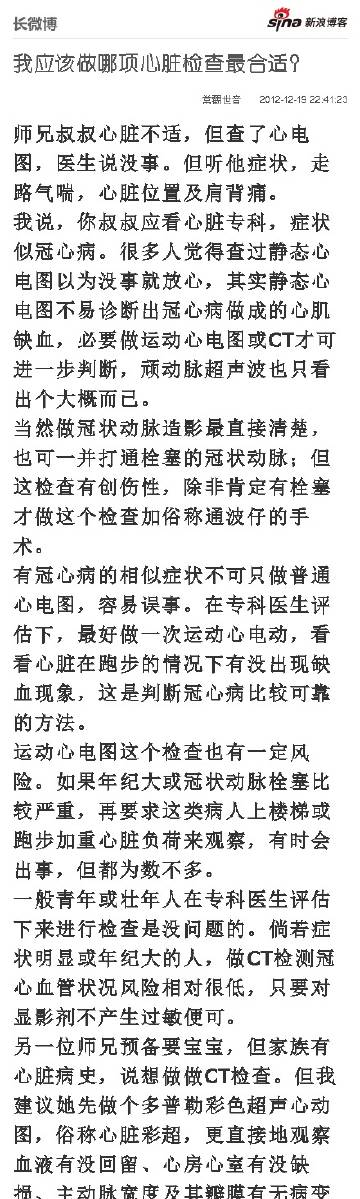 长微博
sina 新浪博客
我应该做哪项心脏检查最合适？
2012-12-19 22:41:23
师兄叔叔心脏不适，但查了心电
图，医生说没事。但听他症状，走
路气喘，心脏位置及肩背痛。
我说，你叔叔应看心脏专科，症状
似冠心病。很多人觉得查过静态心
电图以为没事就放心，其实静态心
电图不易诊断出冠心病做成的心肌
缺血，必要做运动心电图或CT才可
进一步判断，顽动脉超声波也只看
出个大概而已。
当然做冠状动脉造影最直接清楚，
也可一并打通栓塞的冠状动脉；但
这检查有创伤性，除非肯定有栓塞
才做这个检查加俗称通波仔的手
术。
有冠心病的相似症状不可只做普通
心电图，容易误事。在专科医生评
估下，最好做一次运动心电动，看
看心脏在跑步的情况下有没出现缺
血现象，这是判断冠心病比较可靠
的方法。
运动心电图这个检查也有一定风
险。如果年纪大或冠状动脉栓塞比
较严重，再要求这类病人上楼梯或
跑步加重心脏负荷来观察，有时会
出事，但都为数不多。
一般青年或壮年人在专科医生评估
下来进行检查是没问题的。倘若症
状明显或年纪大的人，做CT检测冠
心血管状况风险相对很低，只要对
显影剂不产生过敏便可。
另一位师兄预备要宝宝，但家族有
心脏病史，说想做做CT检查。但我
建议她先做个多普勒彩色超声心动
图，俗称心脏彩超，更直接地观察
血液有没回留、心房心室有没缺
损、主动脉宽度及其瓣膜有无病变